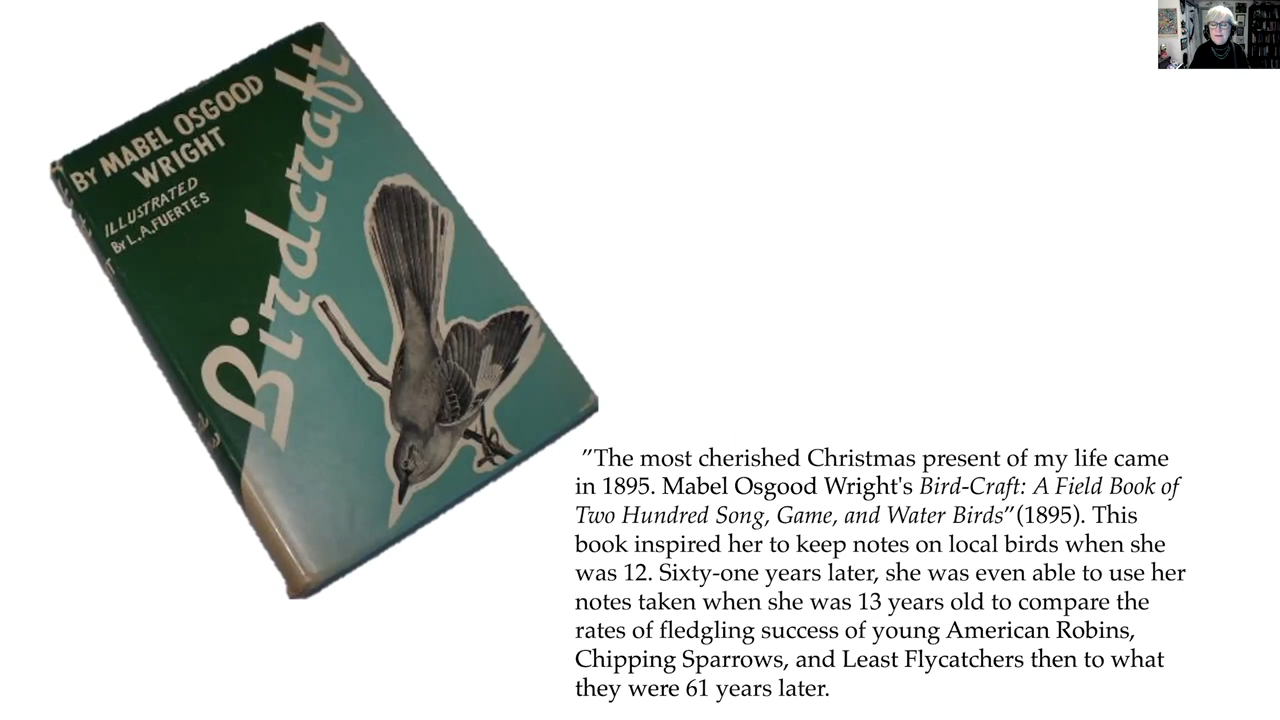 By MABEL OSGOOD
WRIGHT
ILLUSTRATED
By L.A.FUERTES
Birdcraft
”The most cherished Christmas present of my life came
in 1895. Mabel Osgood Wright's Bird-Craft: A Field Book of
Two Hundred Song, Game, and Water Birds”(1895). This
book inspired her to keep notes on local birds when she
was 12. Sixty-one years later, she was even able to use her
notes taken when she was 13 years old to compare the
rates of fledgling success of young American Robins,
Chipping Sparrows, and Least Flycatchers then to what
they were 61 years later.